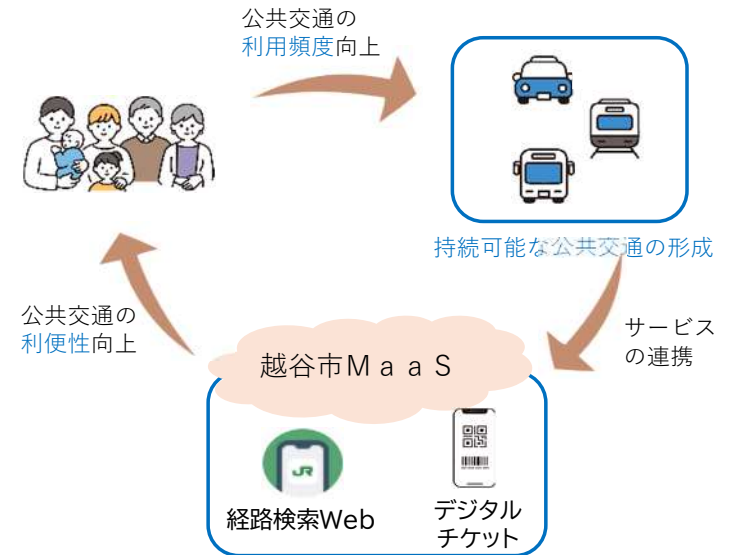 公共交通の
利用頻度向上
持続可能な公共交通の形成
公共交通の
利便性向上
サービス
の連携
越谷市ＭａａＳ
JR
経路検索Web
デジタル
チケット